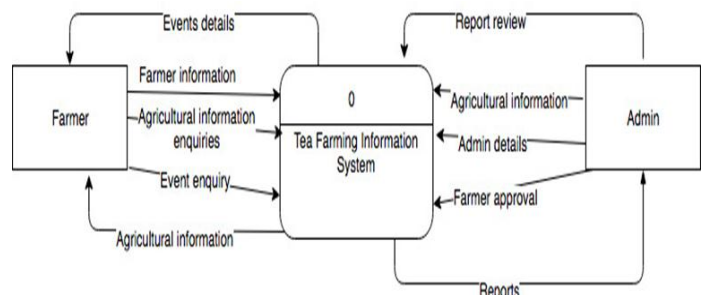 Events details
Report review
Farmer information
0
Agricultural information
Farmer
Agricultural information
enquiries
Tea Farming Information
System
Admin details
Admin
Event enquiry
Farmer approval
Agricultural information
Reports